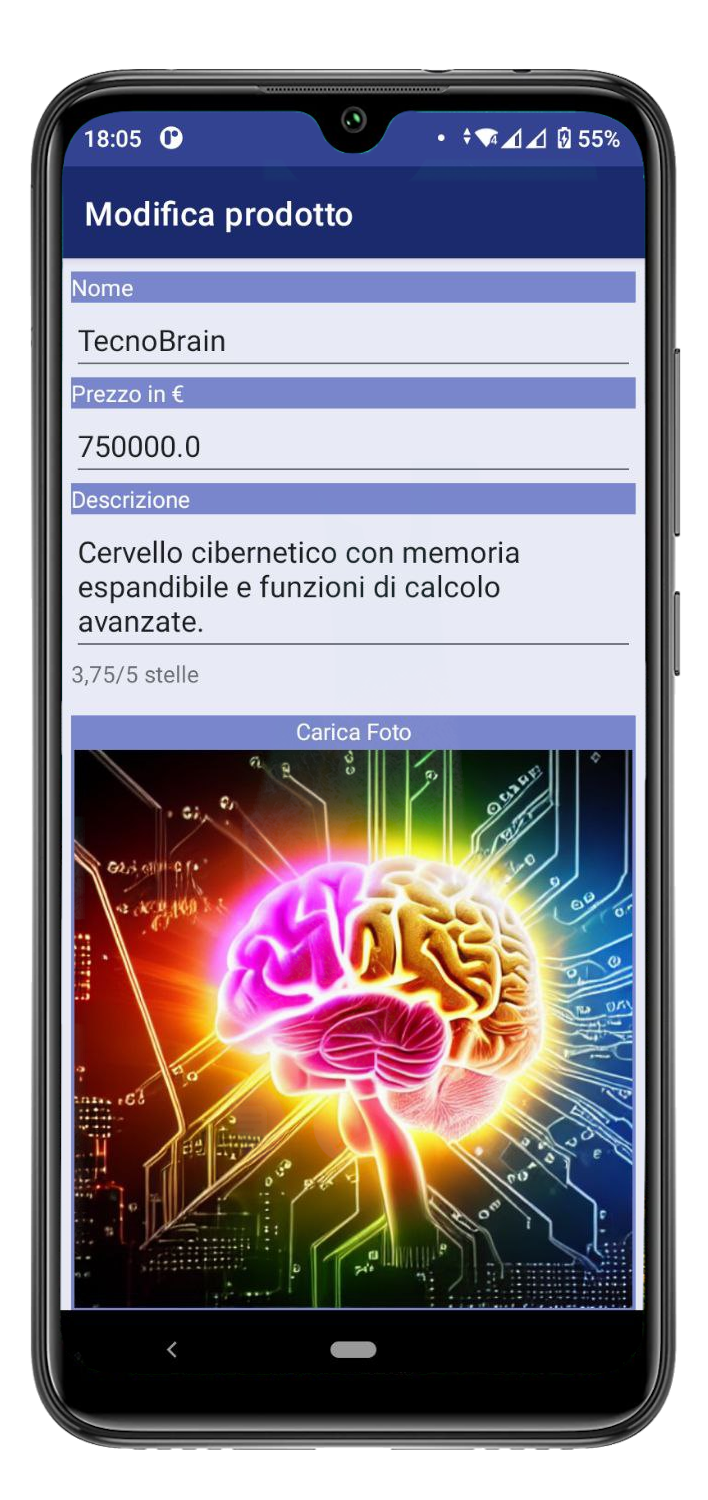 18:05
4
55%
Modifica prodotto
Nome
TecnoBrain
Prezzo in €
750000.0
Descrizione
Cervello cibernetico con memoria
espandibile e funzioni di calcolo
avanzate.
3,75/5 stelle
Carica Foto